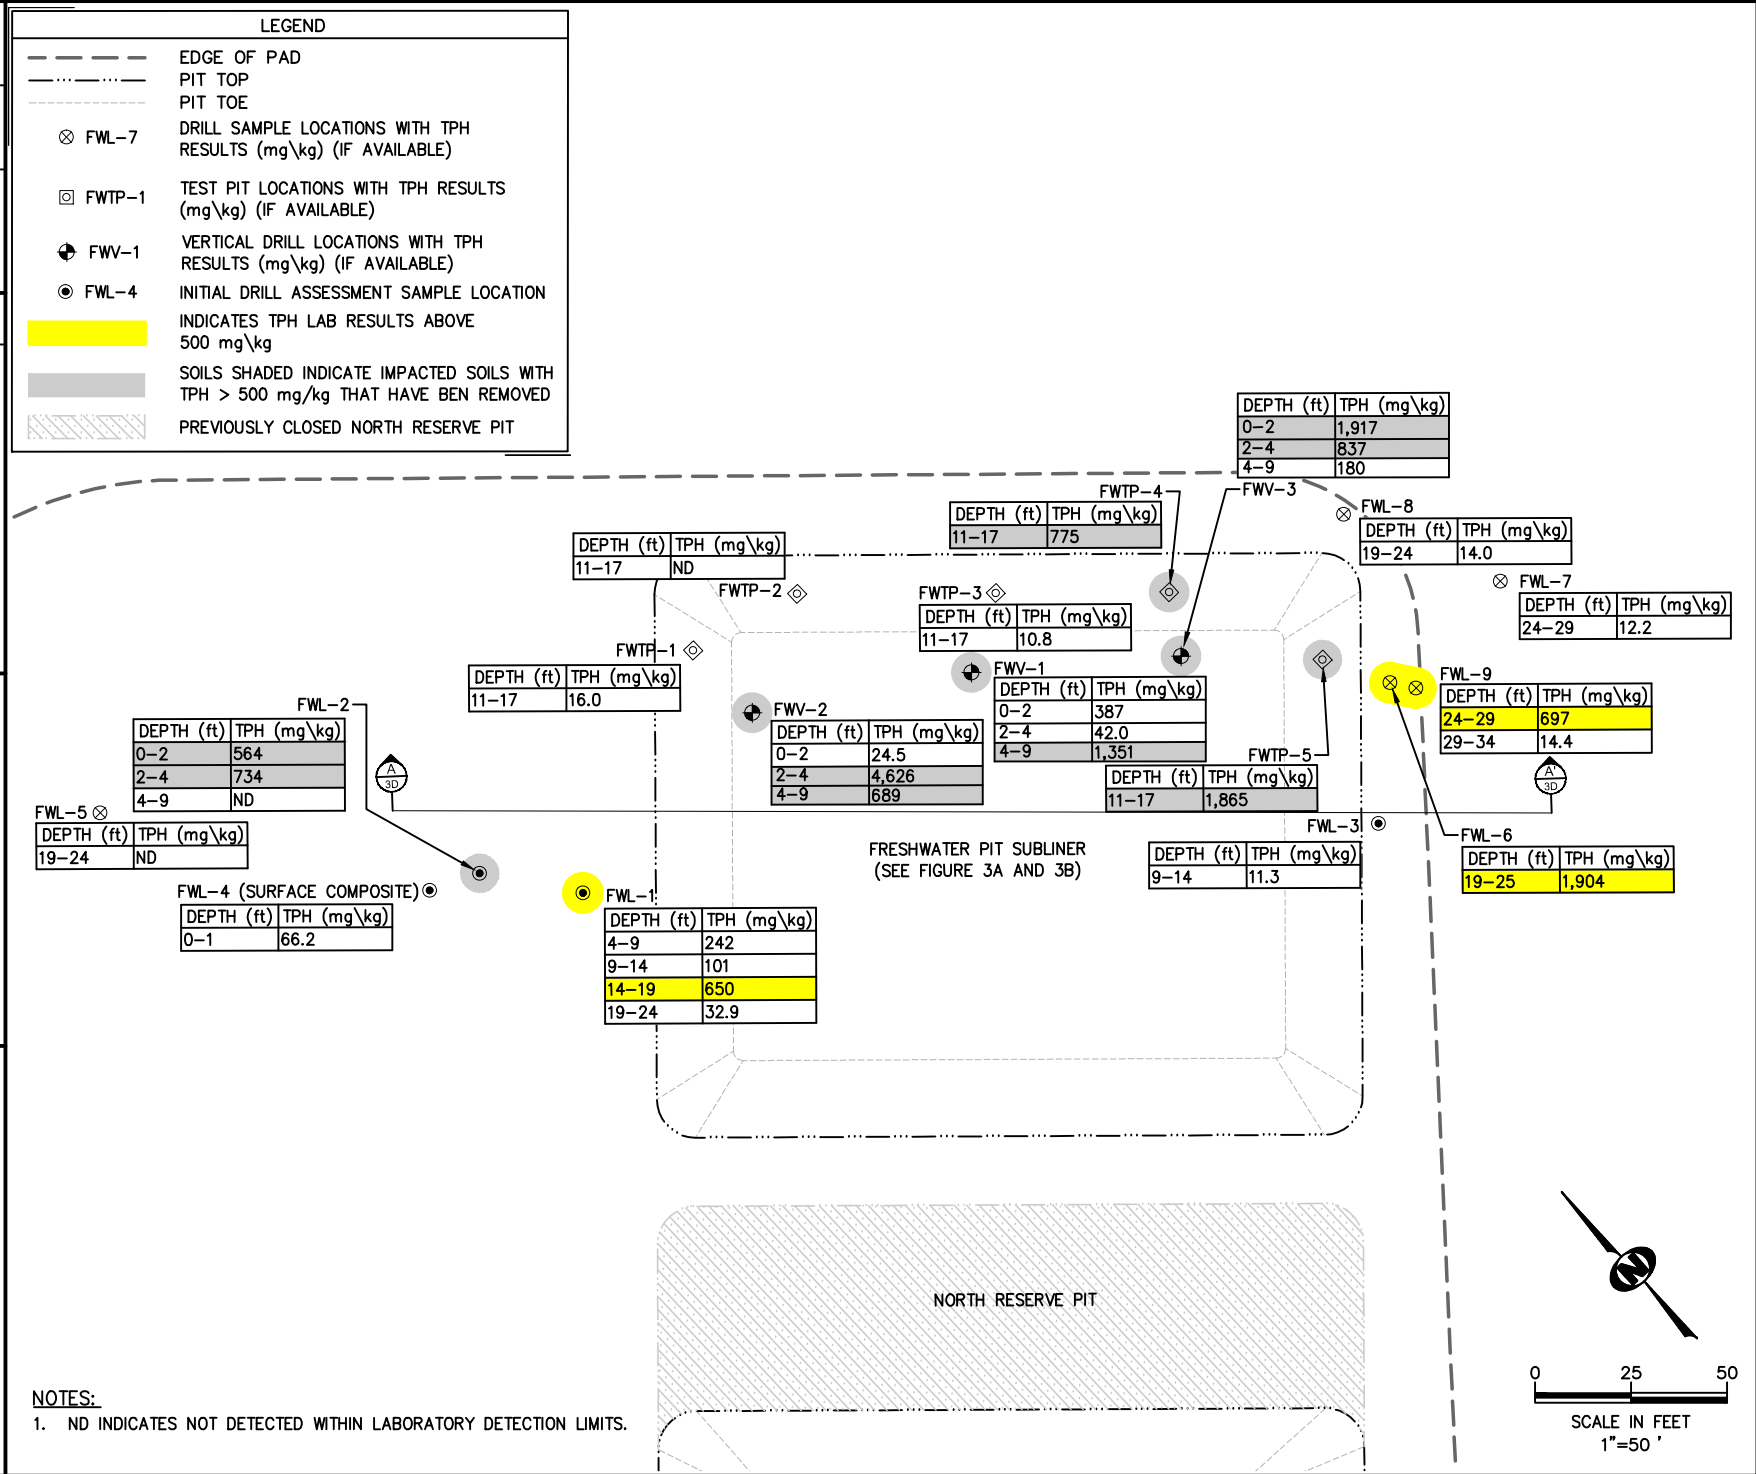 LEGEND
EDGE OF PAD
PIT TOP
PIT TOE
FWL-7 DRILL SAMPLE LOCATIONS WITH TPH
RESULTS (mg\kg) (IF AVAILABLE)
FWTP-1 TEST PIT LOCATIONS WITH TPH RESULTS
(mg\kg) (IF AVAILABLE)
FWV-1 VERTICAL DRILL LOCATIONS WITH TPH
RESULTS (mg\kg) (IF AVAILABLE)
FWL-4 INITIAL DRILL ASSESSMENT SAMPLE LOCATION
INDICATES TPH LAB RESULTS ABOVE
500 mg\kg
SOILS SHADED INDICATE IMPACTED SOILS WITH
TPH > 500 mg/kg THAT HAVE BEN REMOVED
PREVIOUSLY CLOSED NORTH RESERVE PIT
DEPTH (ft) TPH (mg\kg)
0-2 1,917
2-4 837
4-9 180
FWV-3
FWTP-4
DEPTH (ft) TPH (mg\kg)
11-17 775
FWL-8
DEPTH (ft) TPH (mg\kg)
19-24 14.0
DEPTH (ft) TPH (mg\kg)
11-17 ND
FWTP-2
FWTP-3
DEPTH (ft) TPH (mg\kg)
11-17 10.8
FWL-7
DEPTH (ft) TPH (mg\kg)
24-29 12.2
FWTP-1
DEPTH (ft) TPH (mg\kg)
11-17 16.0
FWV-1
DEPTH (ft) TPH (mg\kg)
0-2 387
2-4 42.0
4-9 1,351
FWL-9
DEPTH (ft) TPH (mg\kg)
24-29 697
29-34 14.4
FWL-2
DEPTH (ft) TPH (mg\kg)
0-2 564
2-4 734
4-9 ND
A
3D
FWV-2
DEPTH (ft) TPH (mg\kg)
0-2 24.5
2-4 4,626
4-9 689
FWTP-5
DEPTH (ft) TPH (mg\kg)
11-17 1,865
A'
3D
FWL-5
DEPTH (ft) TPH (mg\kg)
19-24 ND
FWL-3
DEPTH (ft) TPH (mg\kg)
9-14 11.3
FWL-6
DEPTH (ft) TPH (mg\kg)
19-25 1,904
FRESHWATER PIT SUBLINER
(SEE FIGURE 3A AND 3B)
FWL-4 (SURFACE COMPOSITE)
DEPTH (ft) TPH (mg\kg)
0-1 66.2
FWL-1
DEPTH (ft) TPH (mg\kg)
4-9 242
9-14 101
14-19 650
19-24 32.9
NORTH RESERVE PIT
N
0 25 50
SCALE IN FEET
1"=50 '
NOTES:
1. ND INDICATES NOT DETECTED WITHIN LABORATORY DETECTION LIMITS.